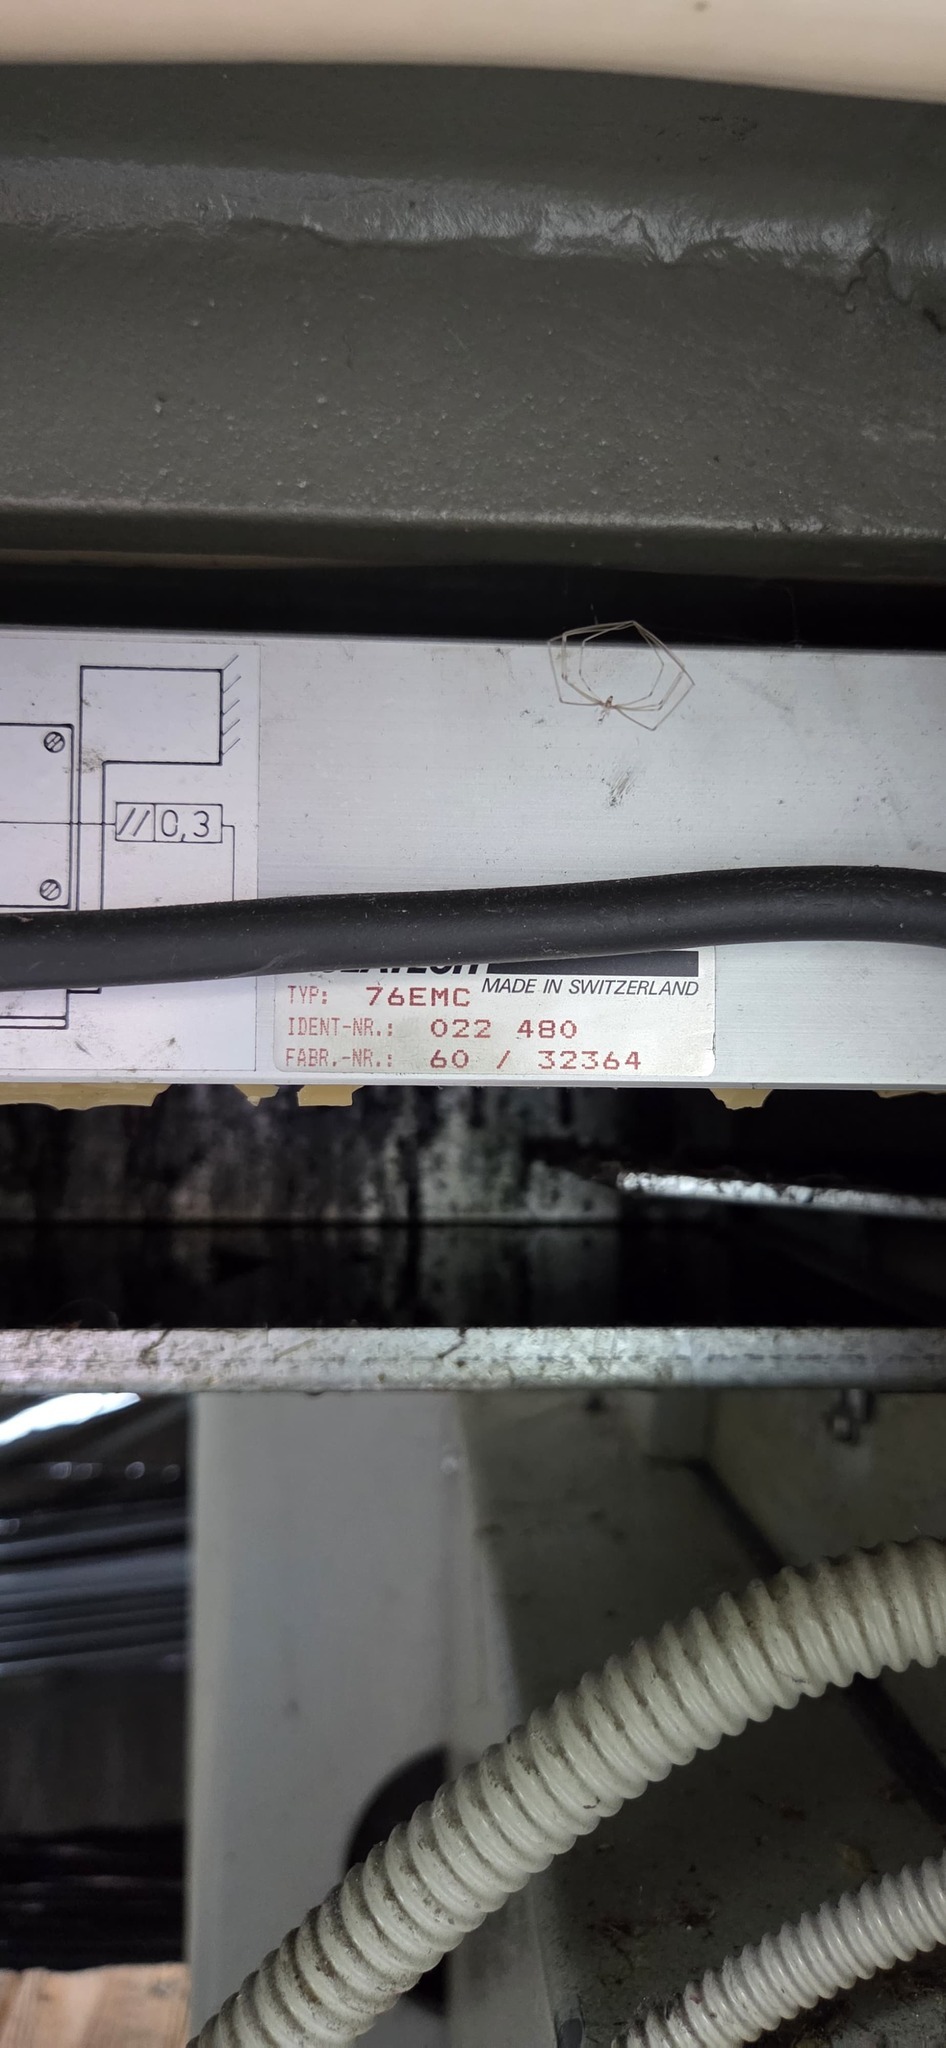 // 0,3
MADE IN SWITZERLAND
TYP: 76EMC
IDENT-NR.: 022 480
FABR.-NR.: 60 / 32364